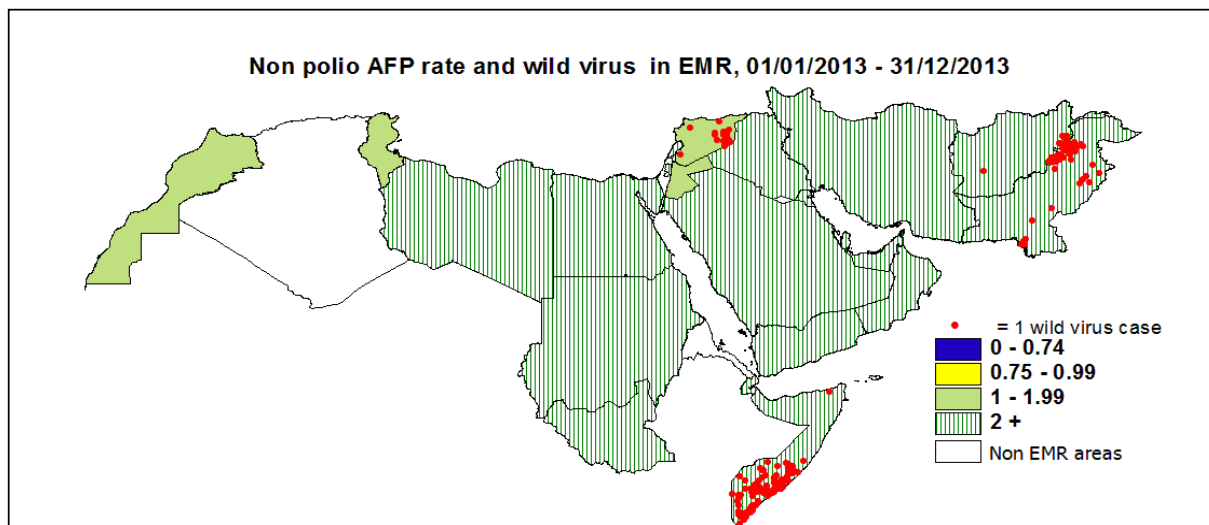 Non polio AFP rate and wild virus in EMR, 01/01/2013 - 31/12/2013
= 1 wild virus case
0 - 0.74
0.75 - 0.99
1 - 1.99
2 +
Non EMR areas